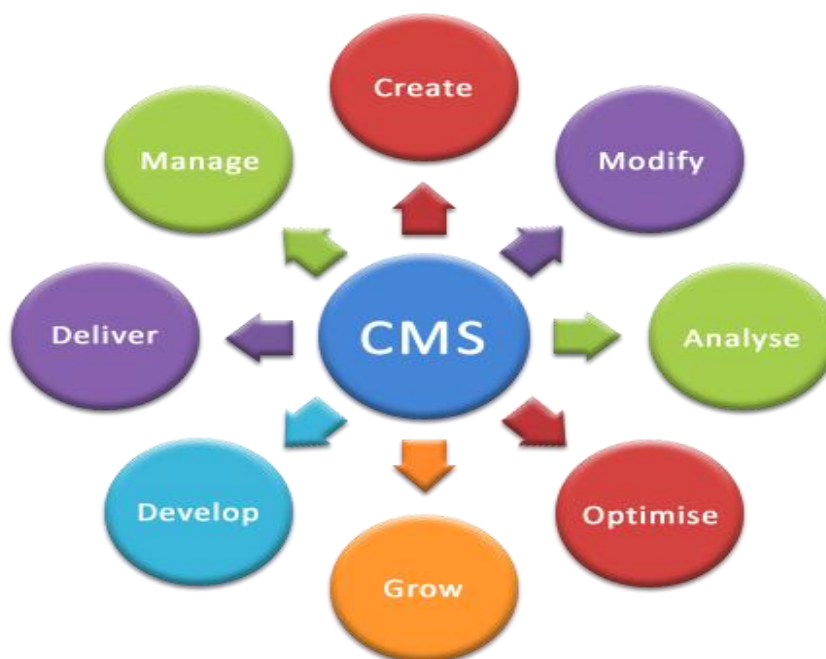 Create
Manage
Modify
Deliver
CMS
Analyse
Develop
Optimise
Grow